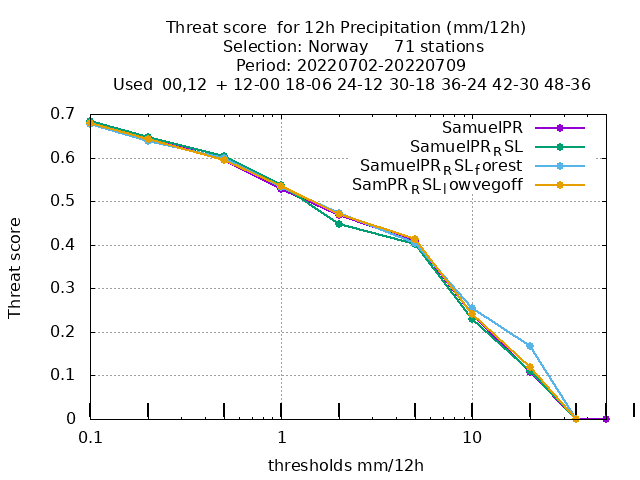 Threat score  for 12h Precipitation (mm/12h)
Selection: Norway     71 stations
Period: 20220702-20220709
Used  00,12  + 12-00 18-06 24-12 30-18 36-24 42-30 48-36
SamuelPR
SamuelPR_RSL
SamuelPR_RSL_forest
SamPR_RSL_lowvegoff
Threat score
0.7
0.6
0.5
0.4
0.3
0.2
0.1
0
0.1 1 10
thresholds mm/12h